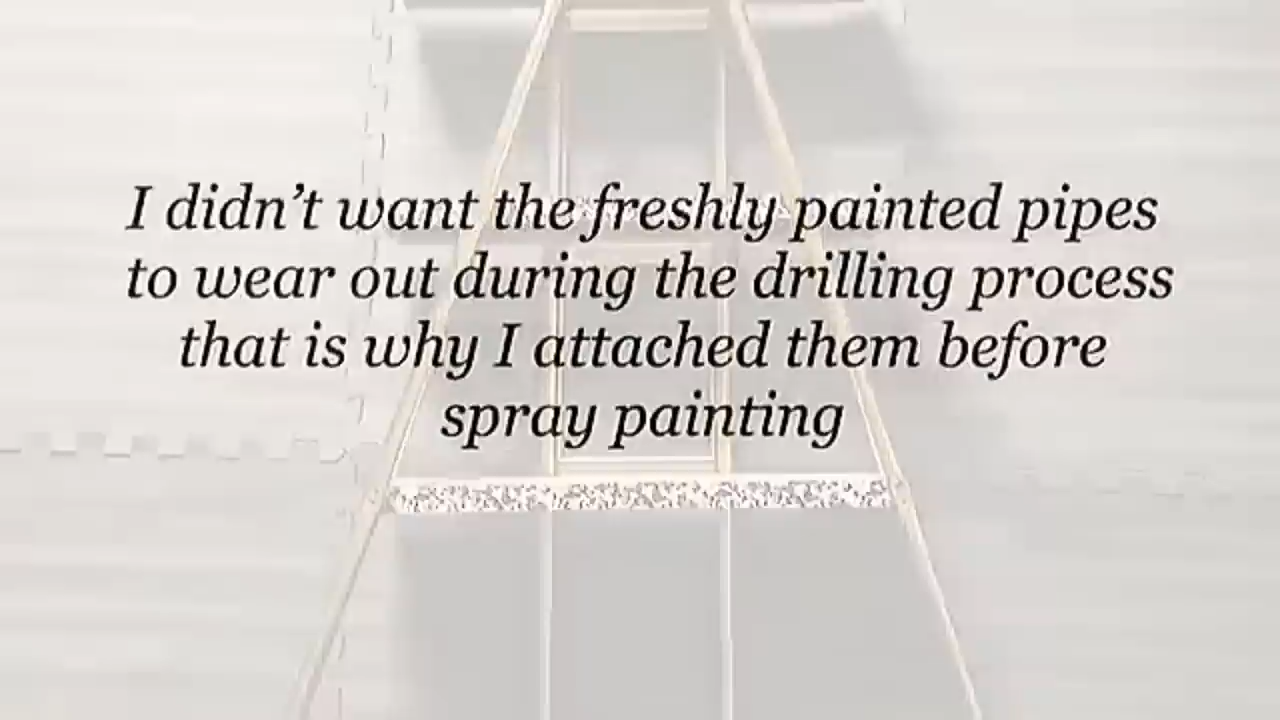 I didn’t want the freshly painted pipes
to wear out during the drilling process
that is why I attached them before
spray painting